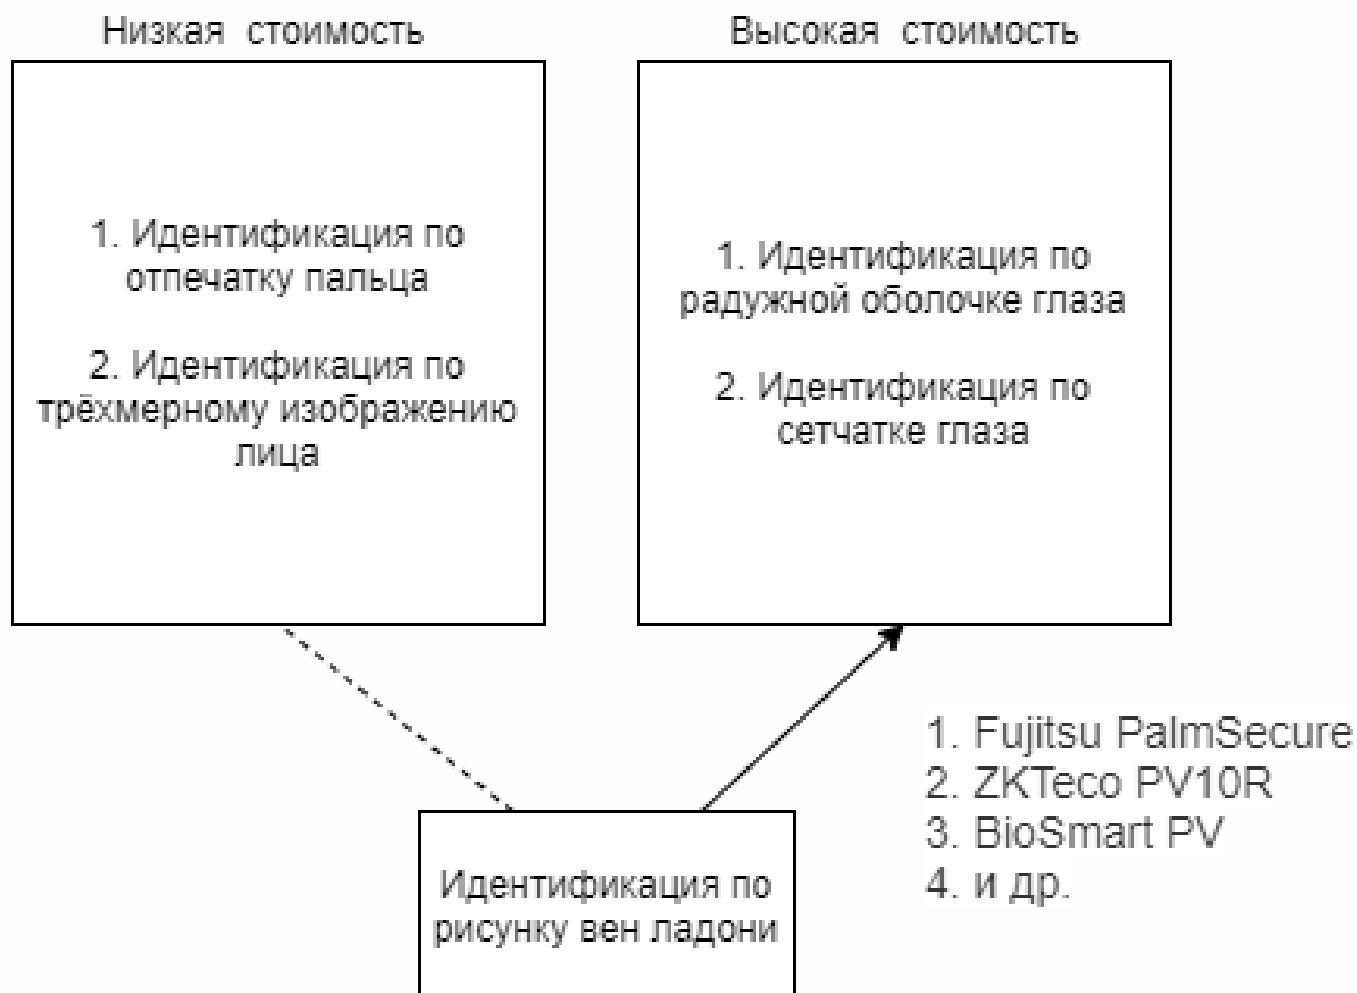 Низкая стоимость
1. Идентификация по
отпечатку пальца
2. Идентификация по
трёхмерному изображению
лица
Высокая стоимость
1. Идентификация по
радужной оболочке глаза
2. Идентификация по
сетчатке глаза
Идентификация по
рисунку вен ладони
1. Fujitsu PalmSecure
2. ZKTeco PV10R
3. BioSmart PV
4. и др.